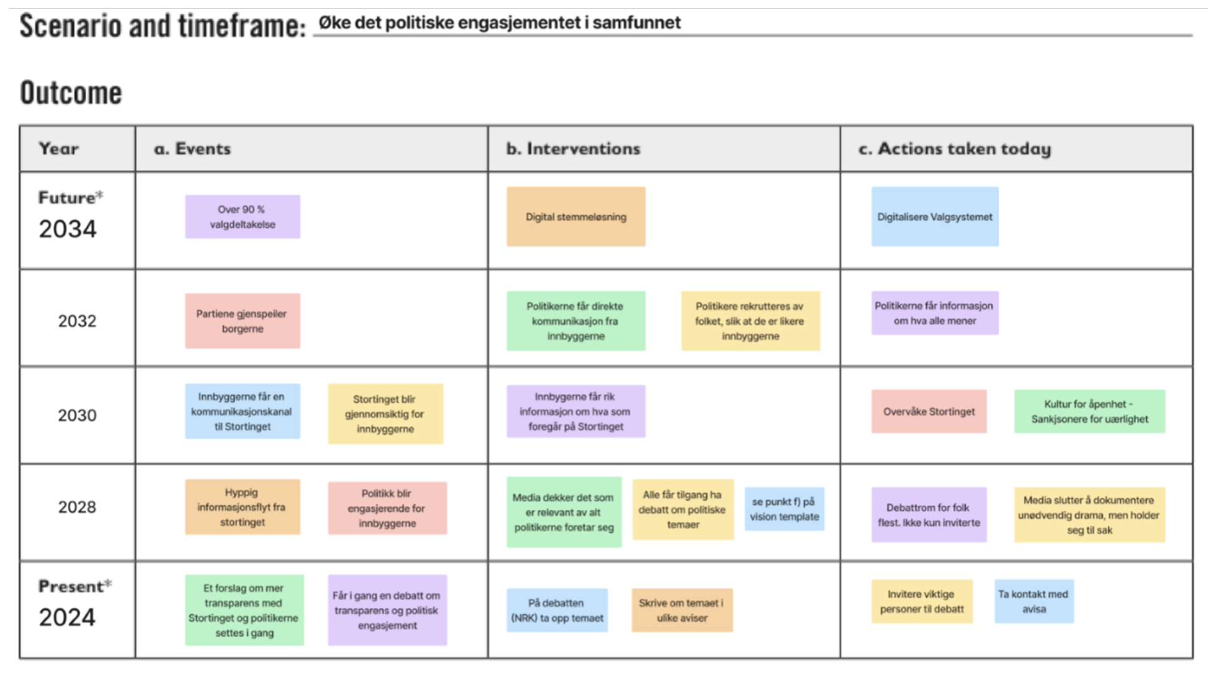 Scenario and timeframe: Øke det politiske engasjementet i samfunnet
Outcome
Year
a. Events
b. Interventions
c. Actions taken today
Future*
2034
Over 90 %
valgdeltakelse
Digital stemmeløsning
Digitalisere Valgsystemet
2032
Partiene gjenspeiler
borgerne
Politikerne får direkte
kommunikasjon fra
innbyggerne
Politikere rekrutteres av
folket, slik at de er likere
innbyggerne
Politikerne får informasjon
om hva alle mener
2030
Innbyggerne får en
kommunikasjonskanal
til Stortinget
Stortinget blir
gjennomsiktig for
innbyggerne
Innbygerne får rik
informasjon om hva som
foregår på Stortinget
Overvåke Stortinget
Kultur for åpenhet -
Sankjsonere for uærlighet
2028
Hyppig
informasjonsflyt fra
stortinget
Politikk blir
engasjerende for
innbyggerne
Media dekker det som
er relevant av alt
politikerne foretar seg
Alle får tilgang ha
debatt om politiske
temaer
se punkt f) på
vision template
Debattrom for folk
flest. Ikke kun inviterte
Media slutter å dokumentere
unødvendig drama, men holder
seg til sak
Present*
2024
Et forslag om mer
transparens med
Stortinget og politikerne
settes i gang
Får i gang en debatt om
transparens og politisk
engasjement
På debatten
(NRK) ta opp temaet
Skrive om temaet i
ulike aviser
Invitere viktige
personer til debatt
Ta kontakt med
avisa